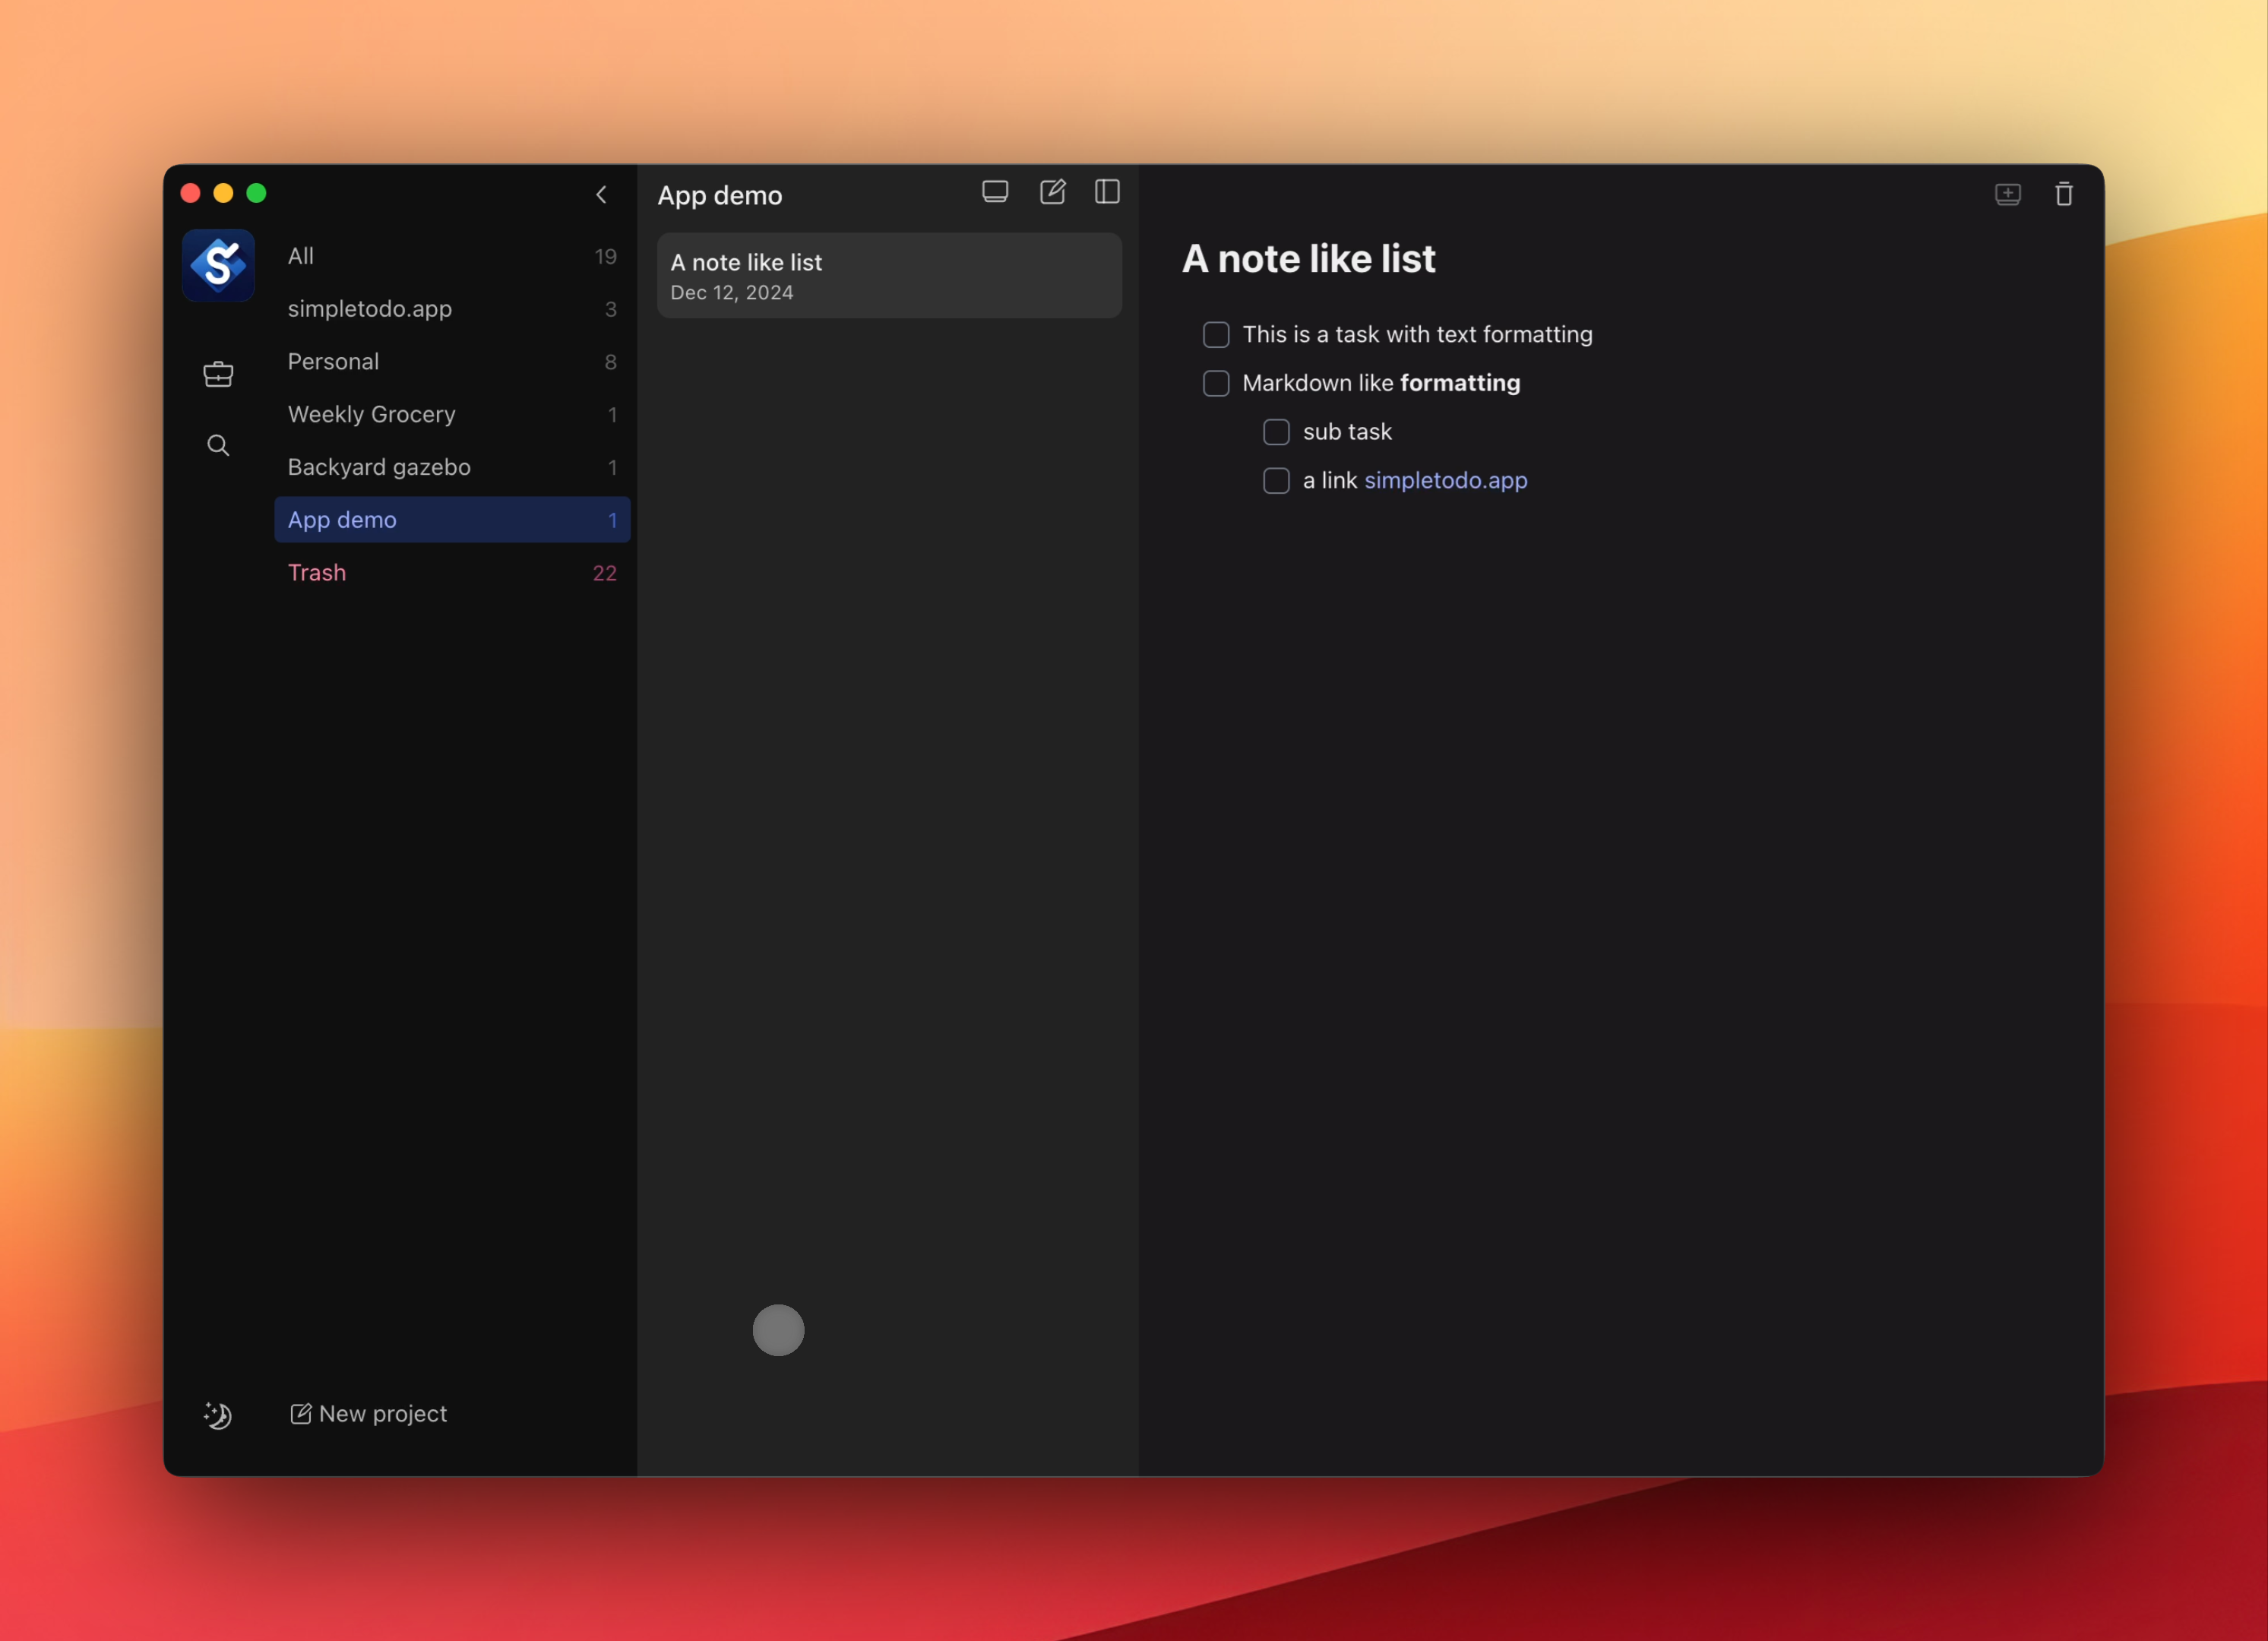 All 19
simpletodo.app 3
Personal 8
Weekly Grocery 1
Backyard gazebo 1
App demo 1
Trash 22
New project
App demo
A note like list
Dec 12, 2024
A note like list
This is a task with text formatting
Markdown like formatting
sub task
a link simpletodo.app